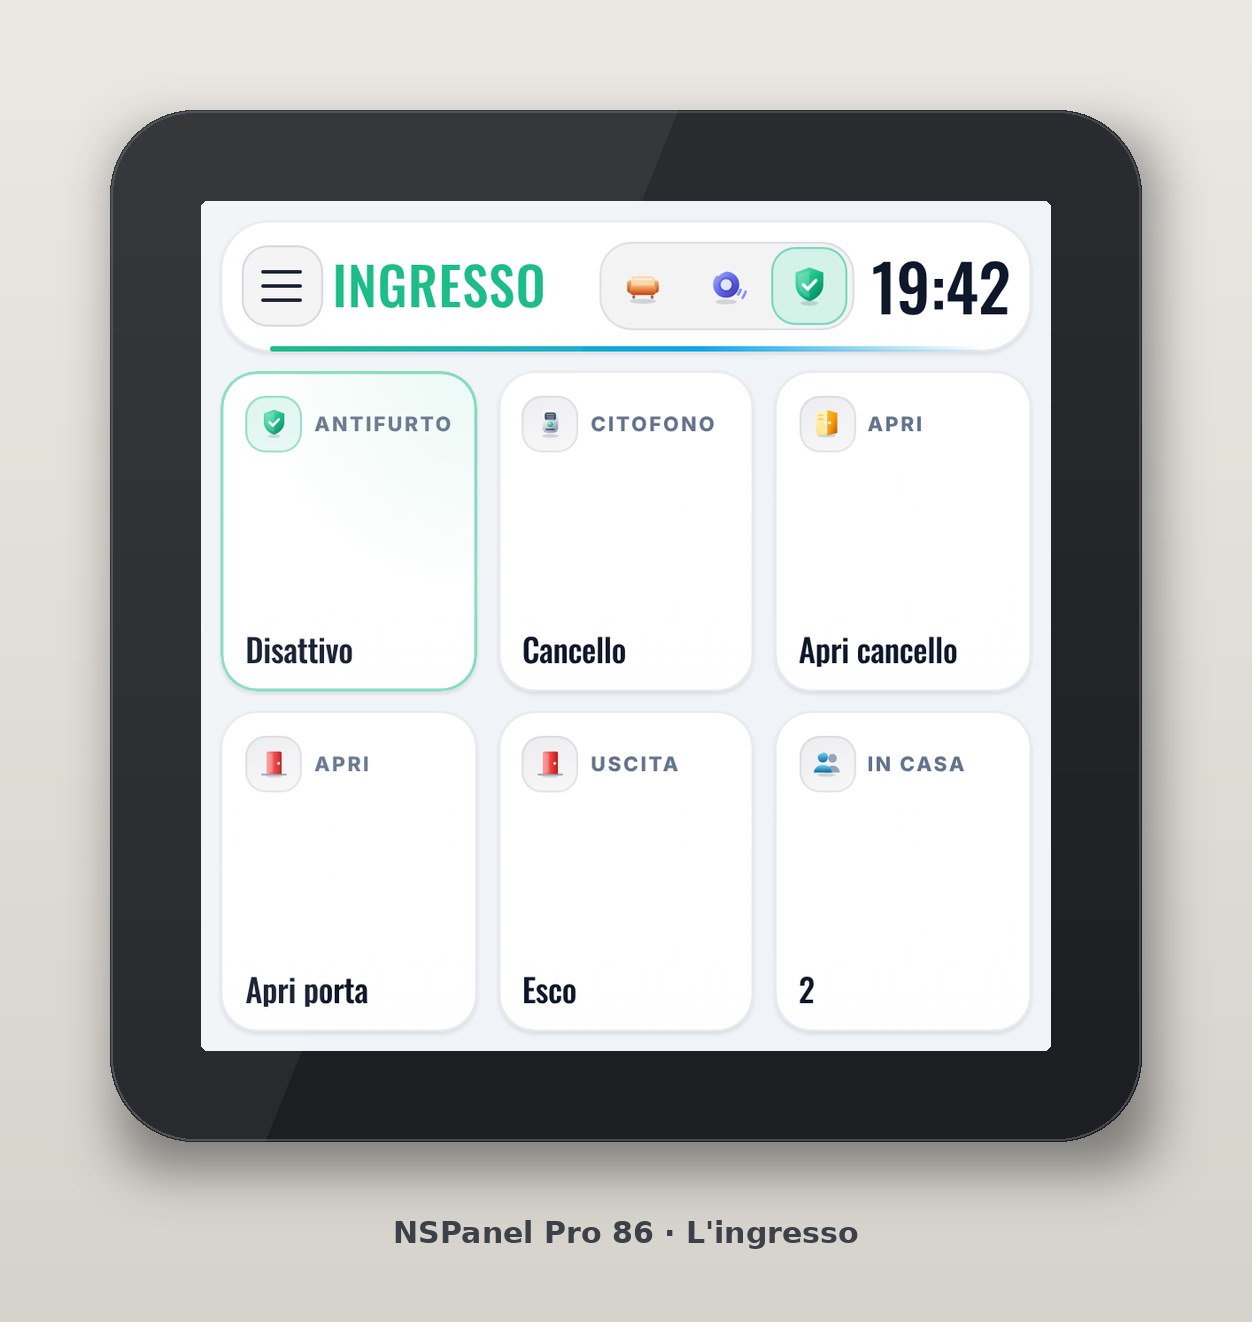 INGRESSO
19:42
ANTIFURTO
Disattivo
CITOFONO
Cancello
APRI
Apri cancello
APRI
Apri porta
USCITA
Esco
IN CASA
2
NSPanel Pro 86 · L'ingresso